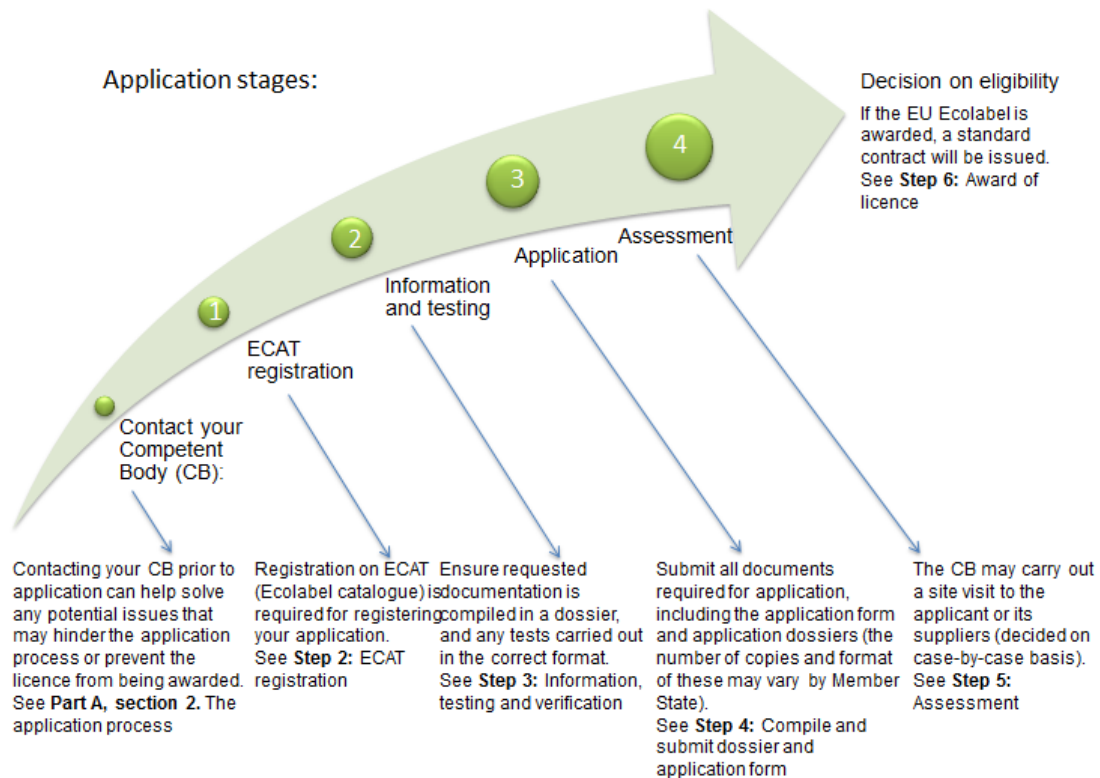 Application stages:
Decision on eligibility
If the EU Ecolabel is
awarded, a standard
contract will be issued.
See Step 6: Award of
licence
4
3
2
1
Assessment
Application
Information
and testing
ECAT
registration
Contact your
Competent
Body (CB):
Contacting your CB prior to
application can help solve
any potential issues that
may hinder the application
process or prevent the
licence from being awarded.
See Part A, section 2. The
application process
Registration on ECAT
(Ecolabel catalogue) is
required for registering
your application.
See Step 2: ECAT
registration
Ensure requested
documentation is
compiled in a dossier,
and any tests carried out
in the correct format.
See Step 3: Information,
testing and verification
Submit all documents
required for application,
including the application form
and application dossiers (the
number of copies and format
of these may vary by Member
State).
See Step 4: Compile and
submit dossier and
application form
The CB may carry out
a site visit to the
applicant or its
suppliers (decided on
case-by-case basis).
See Step 5:
Assessment